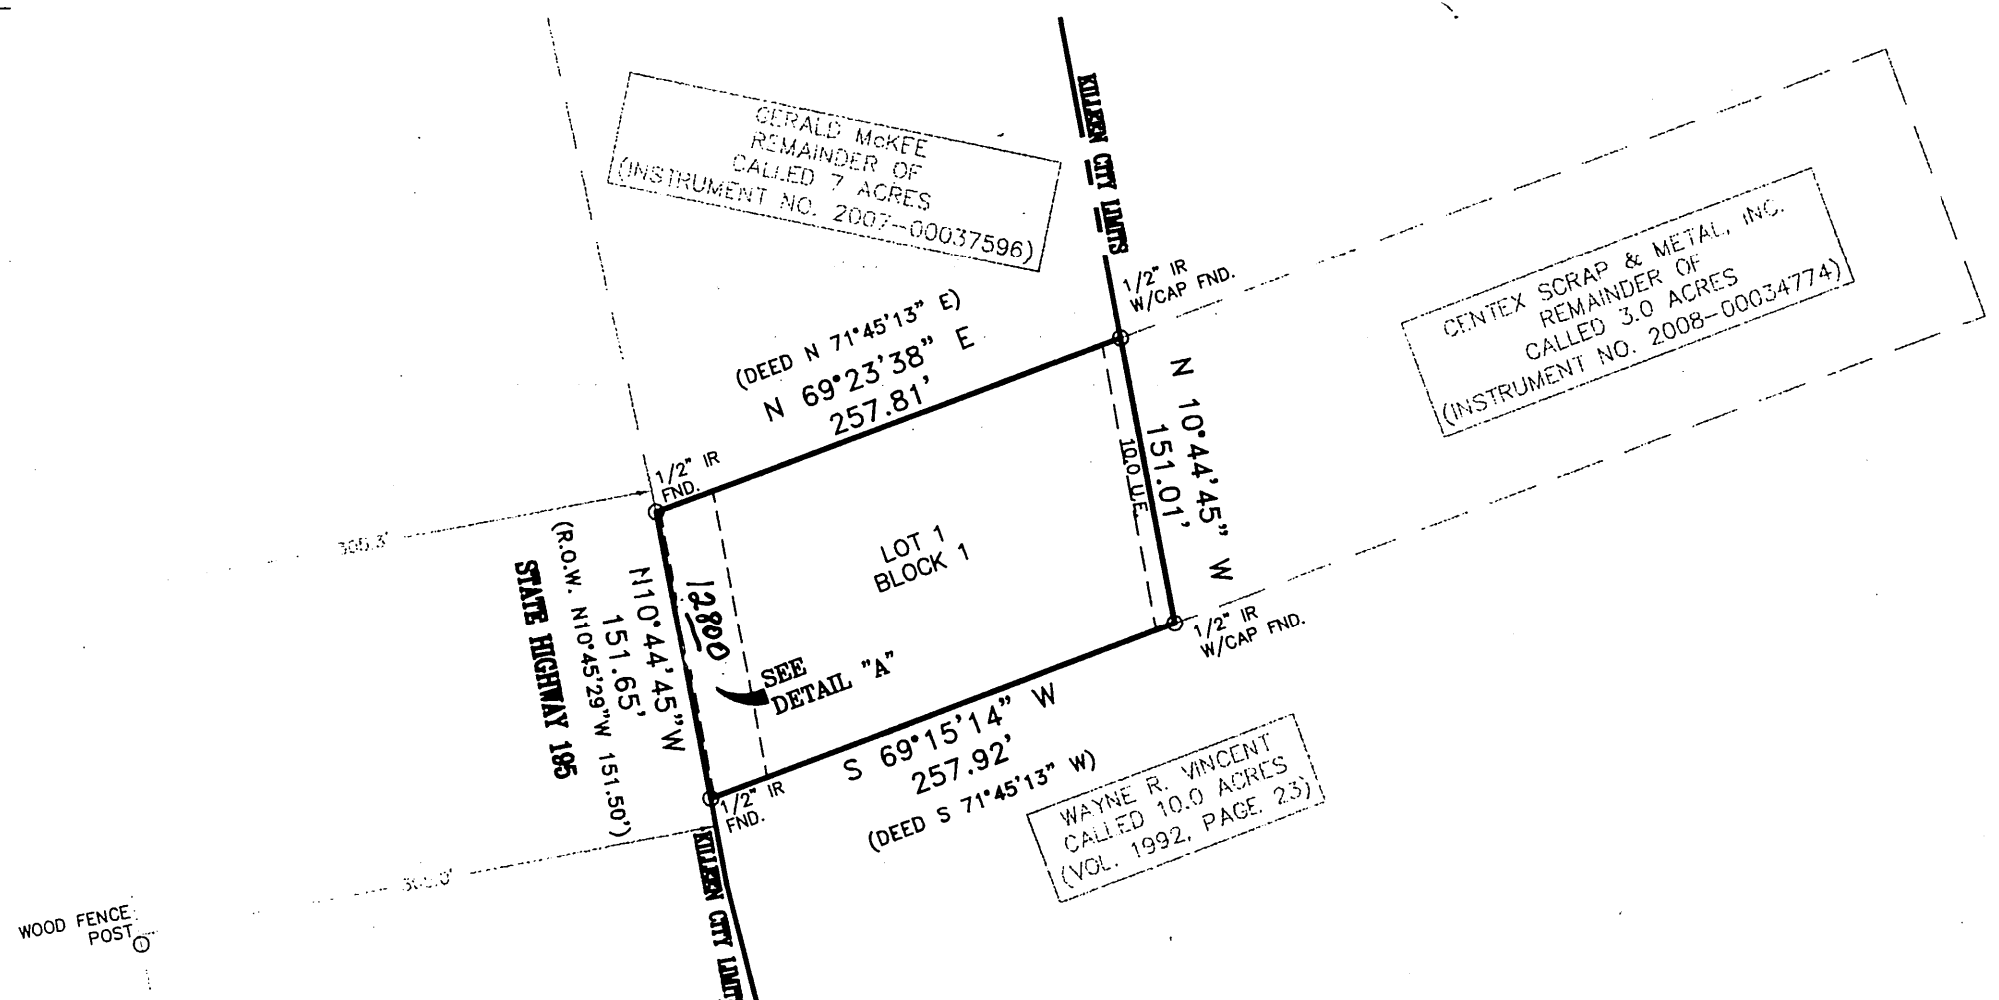 GERALD McKEE
REMAINDER OF
CALLED 7 ACRES
(INSTRUMENT NO. 2007-00037596)
KILLEEN CITY LIMITS
1/2" IR
W/CAP FND.
CENTEX SCRAP & METAL, INC.
REMAINDER OF
CALLED 3.0 ACRES
(INSTRUMENT NO. 2008-00034774)
(DEED N 71°45'13" E)
N 69°23'38" E
257.81'
N 10°44'45" W
151.01'
10.0 U.E.
1/2" IR
FND.
305.3'
LOT 1
BLOCK 1
12800
N10°44'45"W
151.65'
(R.O.W. N10°45'29"W 151.50')
STATE HIGHWAY 195
SEE
DETAIL "A"
1/2" IR
W/CAP FND.
S 69°15'14" W
257.92'
(DEED S 71°45'13" W)
WAYNE R. VINCENT
CALLED 10.0 ACRES
(VOL. 1992, PAGE. 23)
1/2" IR
FND.
KILLEEN CITY LIMIT
WOOD FENCE
POST